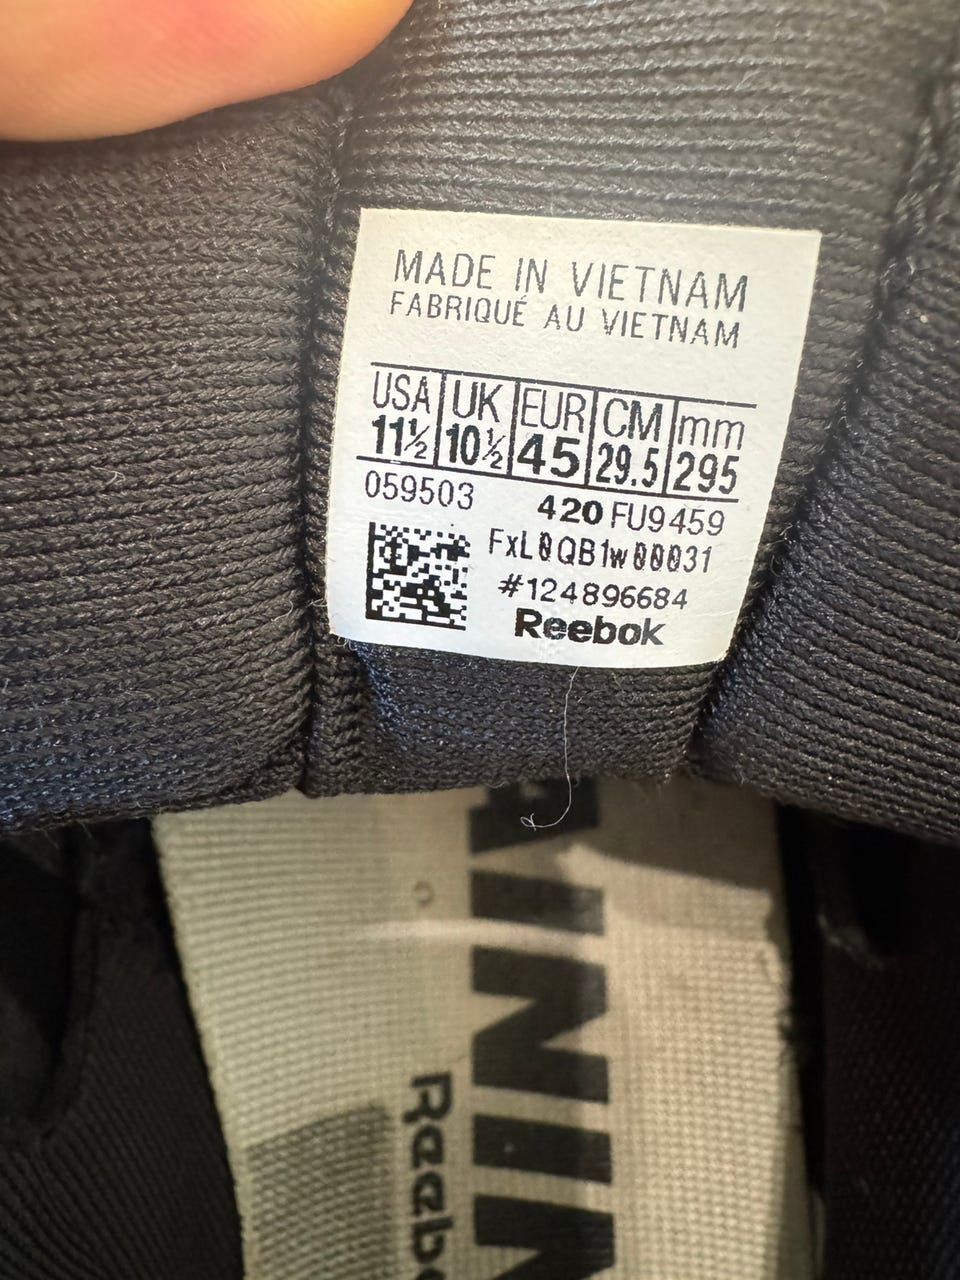 MADE IN VIETNAM
FABRIQUÉ AU VIETNAM
USA UK EUR CM mm
11½ 10½ 45 29.5 295
059503 420 FU9459
FxL0QB1w00031
#124896684
Reebok